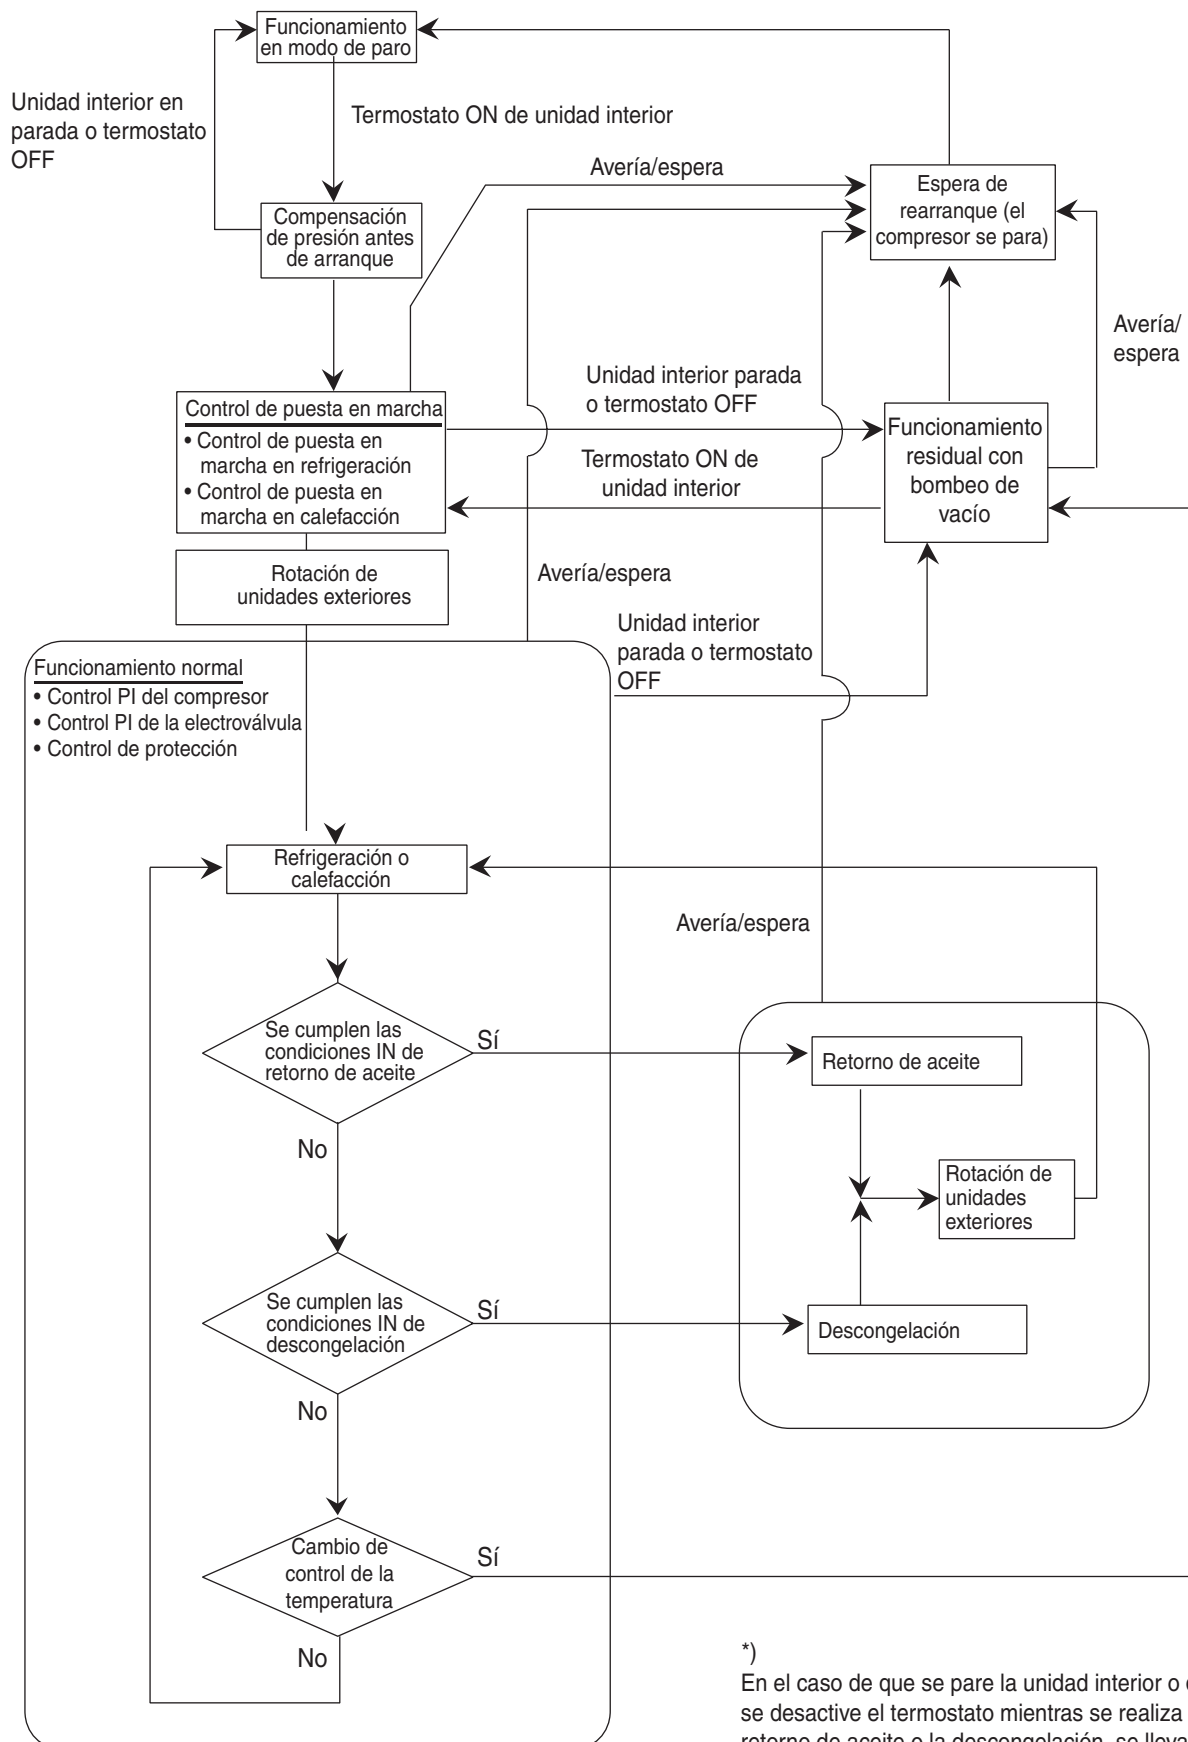 Funcionamiento
en modo de paro
Unidad interior en
parada o termostato
OFF
Termostato ON de unidad interior
Avería/espera
Espera de
rearranque (el
compresor se para)
Compensación
de presión antes
de arranque
Avería/
espera
Unidad interior parada
o termostato OFF
Control de puesta en marcha
• Control de puesta en
marcha en refrigeración
• Control de puesta en
marcha en calefacción
Funcionamiento
residual con
bombeo de
vacío
Termostato ON de
unidad interior
Rotación de
unidades exteriores
Avería/espera
Unidad interior
parada o termostato
OFF
Funcionamiento normal
• Control PI del compresor
• Control PI de la electroválvula
• Control de protección
Refrigeración o
calefacción
Avería/espera
Se cumplen las
condiciones IN de
retorno de aceite
Sí
Retorno de aceite
No
Rotación de
unidades
exteriores
Se cumplen las
condiciones IN de
descongelación
Sí
Descongelación
No
Cambio de
control de la
temperatura
Sí
No
*)
En el caso de que se pare la unidad interior o
se desactive el termostato mientras se realiza
retorno de aceite o la descongelación, se lleva